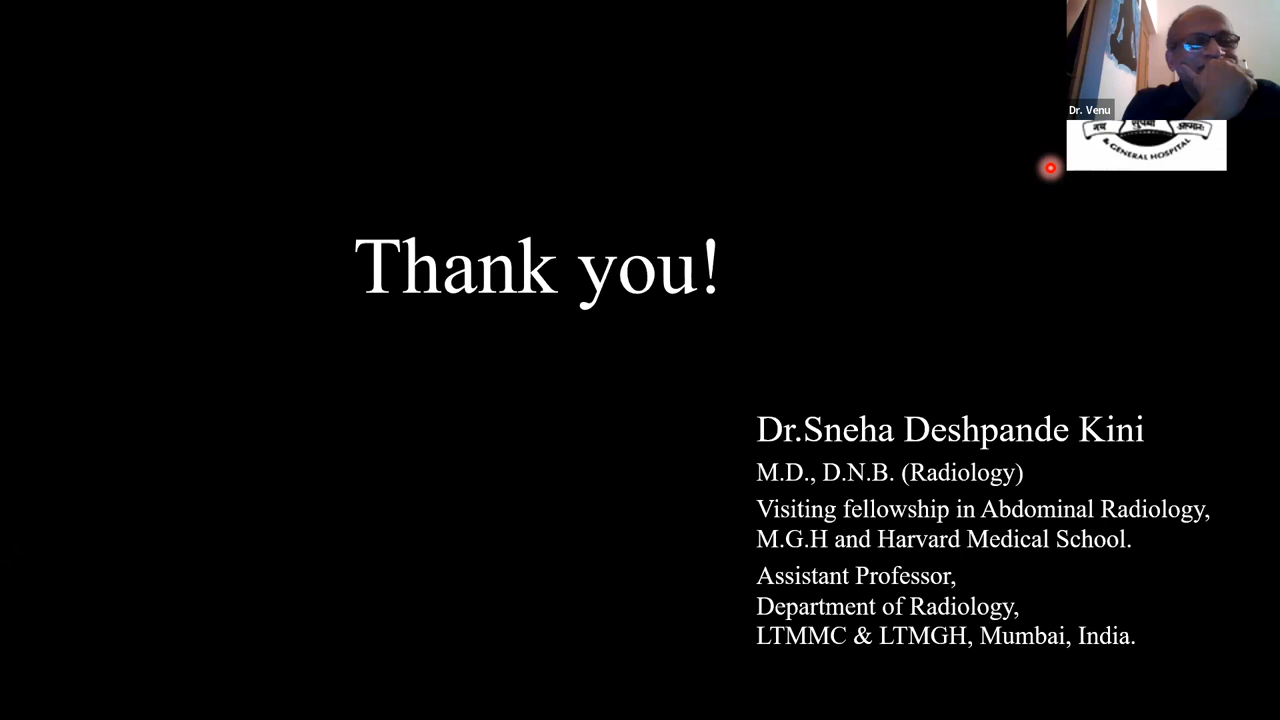 Dr. Venu
& GENERAL HOSPITAL
Thank you!
Dr.Sneha Deshpande Kini
M.D., D.N.B. (Radiology)
Visiting fellowship in Abdominal Radiology,
M.G.H and Harvard Medical School.
Assistant Professor,
Department of Radiology,
LTMMC & LTMGH, Mumbai, India.